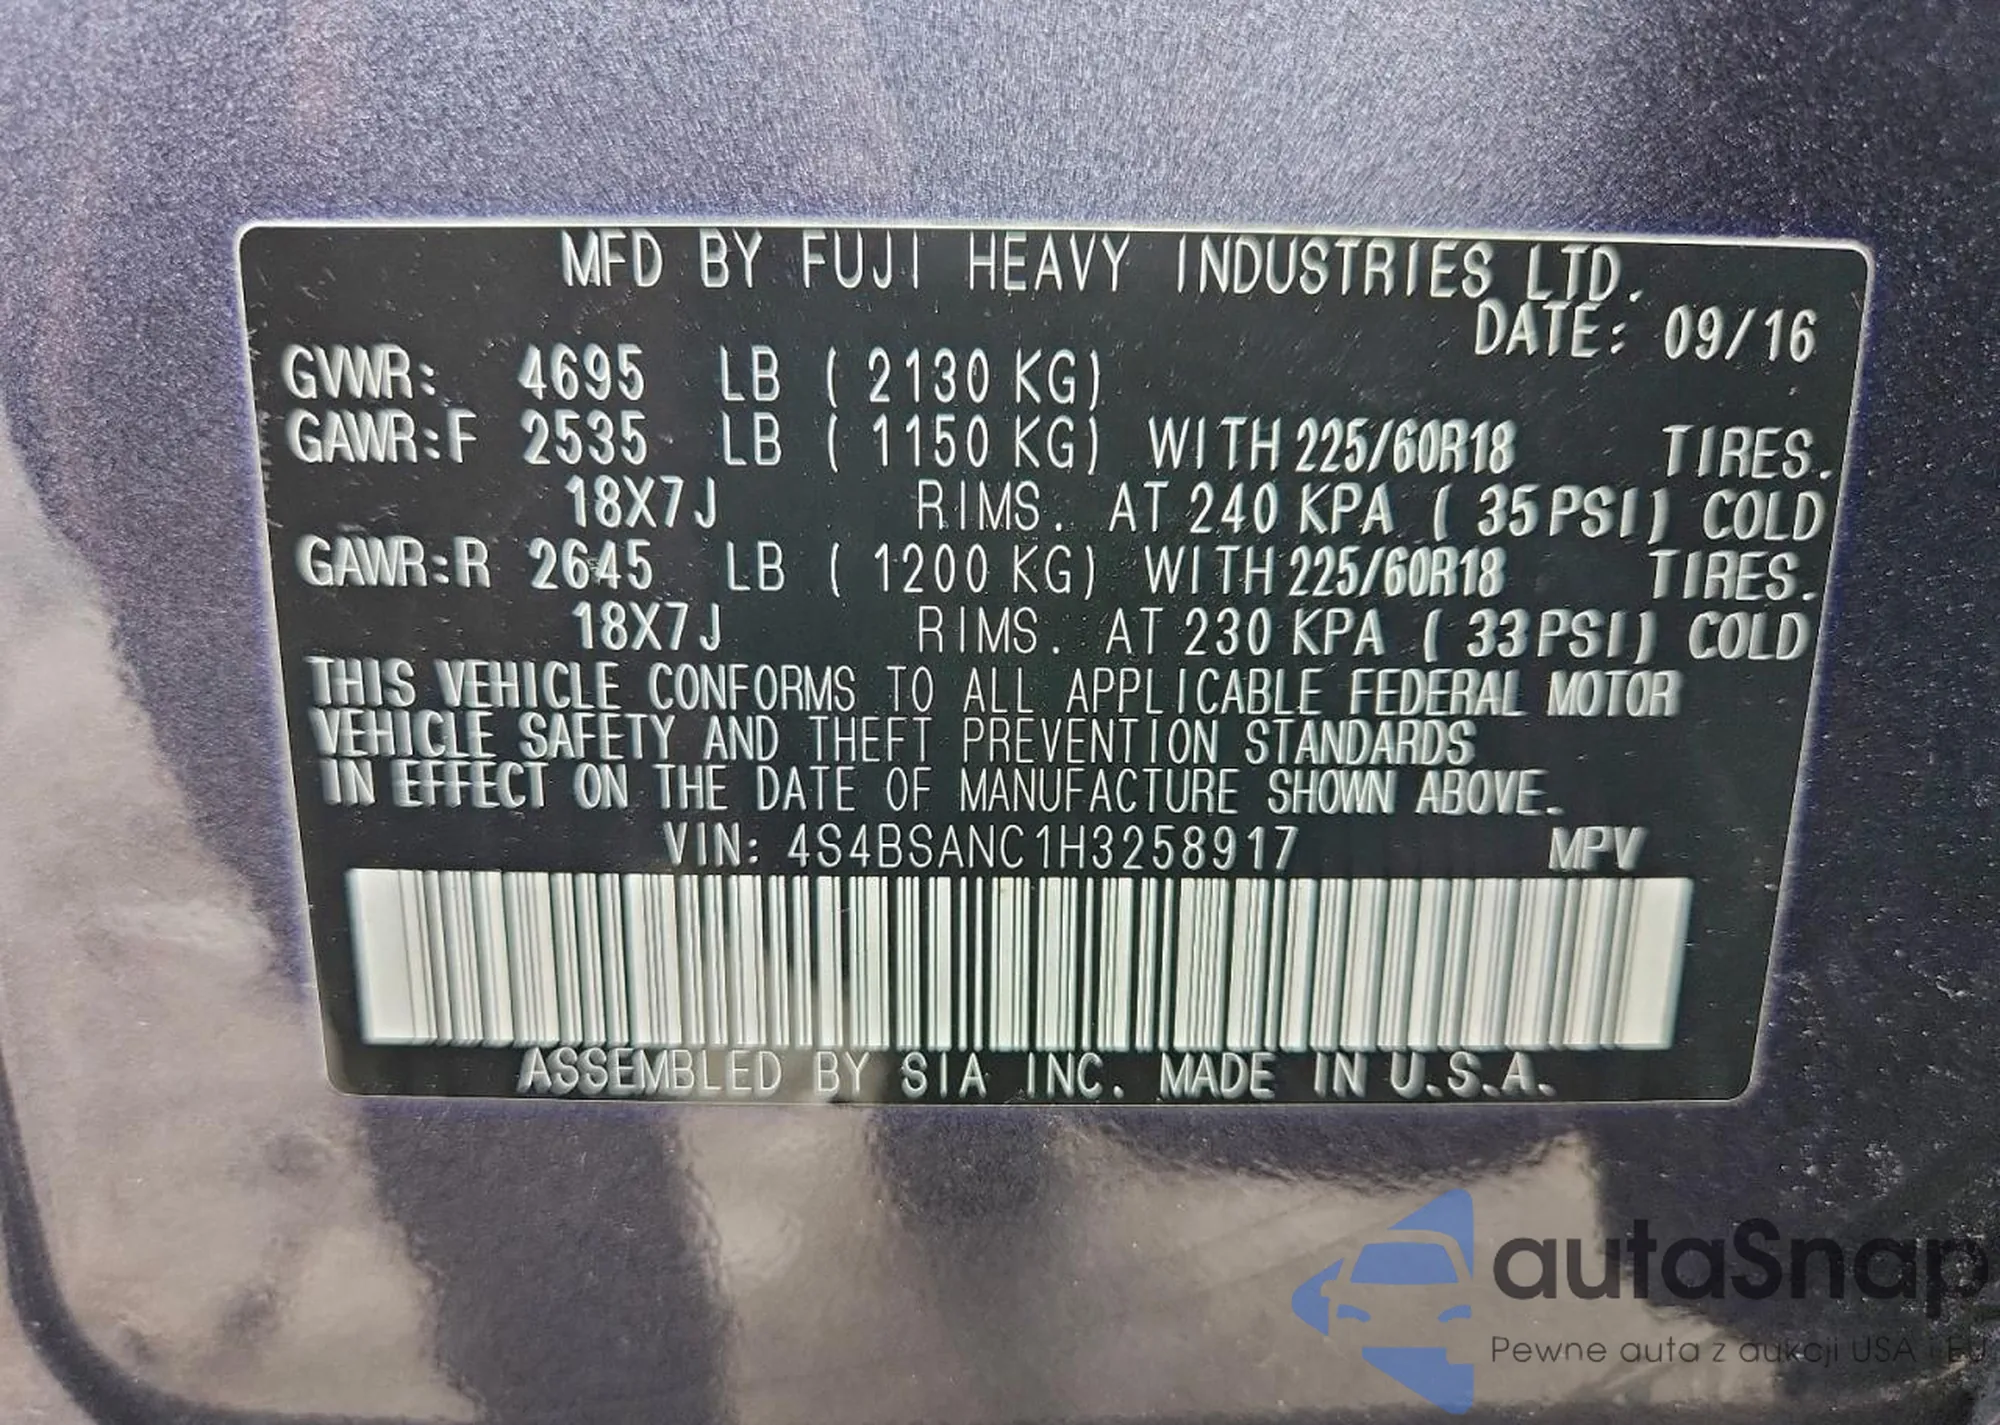 MFD BY FUJI HEAVY INDUSTRIES LTD.
DATE: 09/16
GVWR: 4695 LB ( 2130 KG)
GAWR:F 2535 LB ( 1150 KG) WITH 225/60R18 TIRES.
18X7J RIMS. AT 240 KPA ( 35PSI) COLD
GAWR:R 2645 LB ( 1200 KG) WITH 225/60R18 TIRES.
18X7J RIMS. AT 230 KPA ( 33PSI) COLD
THIS VEHICLE CONFORMS TO ALL APPLICABLE FEDERAL MOTOR
VEHICLE SAFETY AND THEFT PREVENTION STANDARDS
IN EFFECT ON THE DATE OF MANUFACTURE SHOWN ABOVE.
VIN: 4S4BSANC1H3258917 MPV
ASSEMBLED BY SIA INC. MADE IN U.S.A.
autaSnap
Pewne auta z aukcji USA i EU